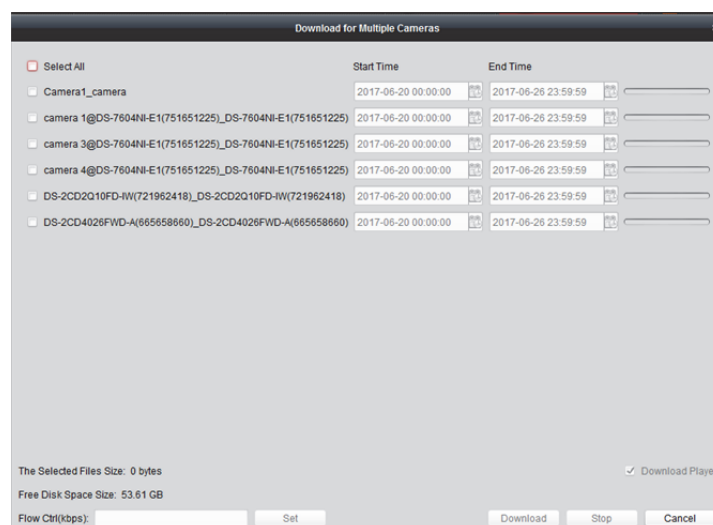 Download for Multiple Cameras
Select All Start Time End Time
Camera1_camera 2017-06-20 00:00:00 2017-06-26 23:59:59
camera 1@DS-7604NI-E1(751651225)_DS-7604NI-E1(751651225) 2017-06-20 00:00:00 2017-06-26 23:59:59
camera 3@DS-7604NI-E1(751651225)_DS-7604NI-E1(751651225) 2017-06-20 00:00:00 2017-06-26 23:59:59
camera 4@DS-7604NI-E1(751651225)_DS-7604NI-E1(751651225) 2017-06-20 00:00:00 2017-06-26 23:59:59
DS-2CD2Q10FD-IW(721962418)_DS-2CD2Q10FD-IW(721962418) 2017-06-20 00:00:00 2017-06-26 23:59:59
DS-2CD4026FWD-A(665658660)_DS-2CD4026FWD-A(665658660) 2017-06-20 00:00:00 2017-06-26 23:59:59
The Selected Files Size: 0 bytes
Download Playe
Free Disk Space Size: 53.61 GB
Flow Ctrl(kbps): Set Download Stop Cancel